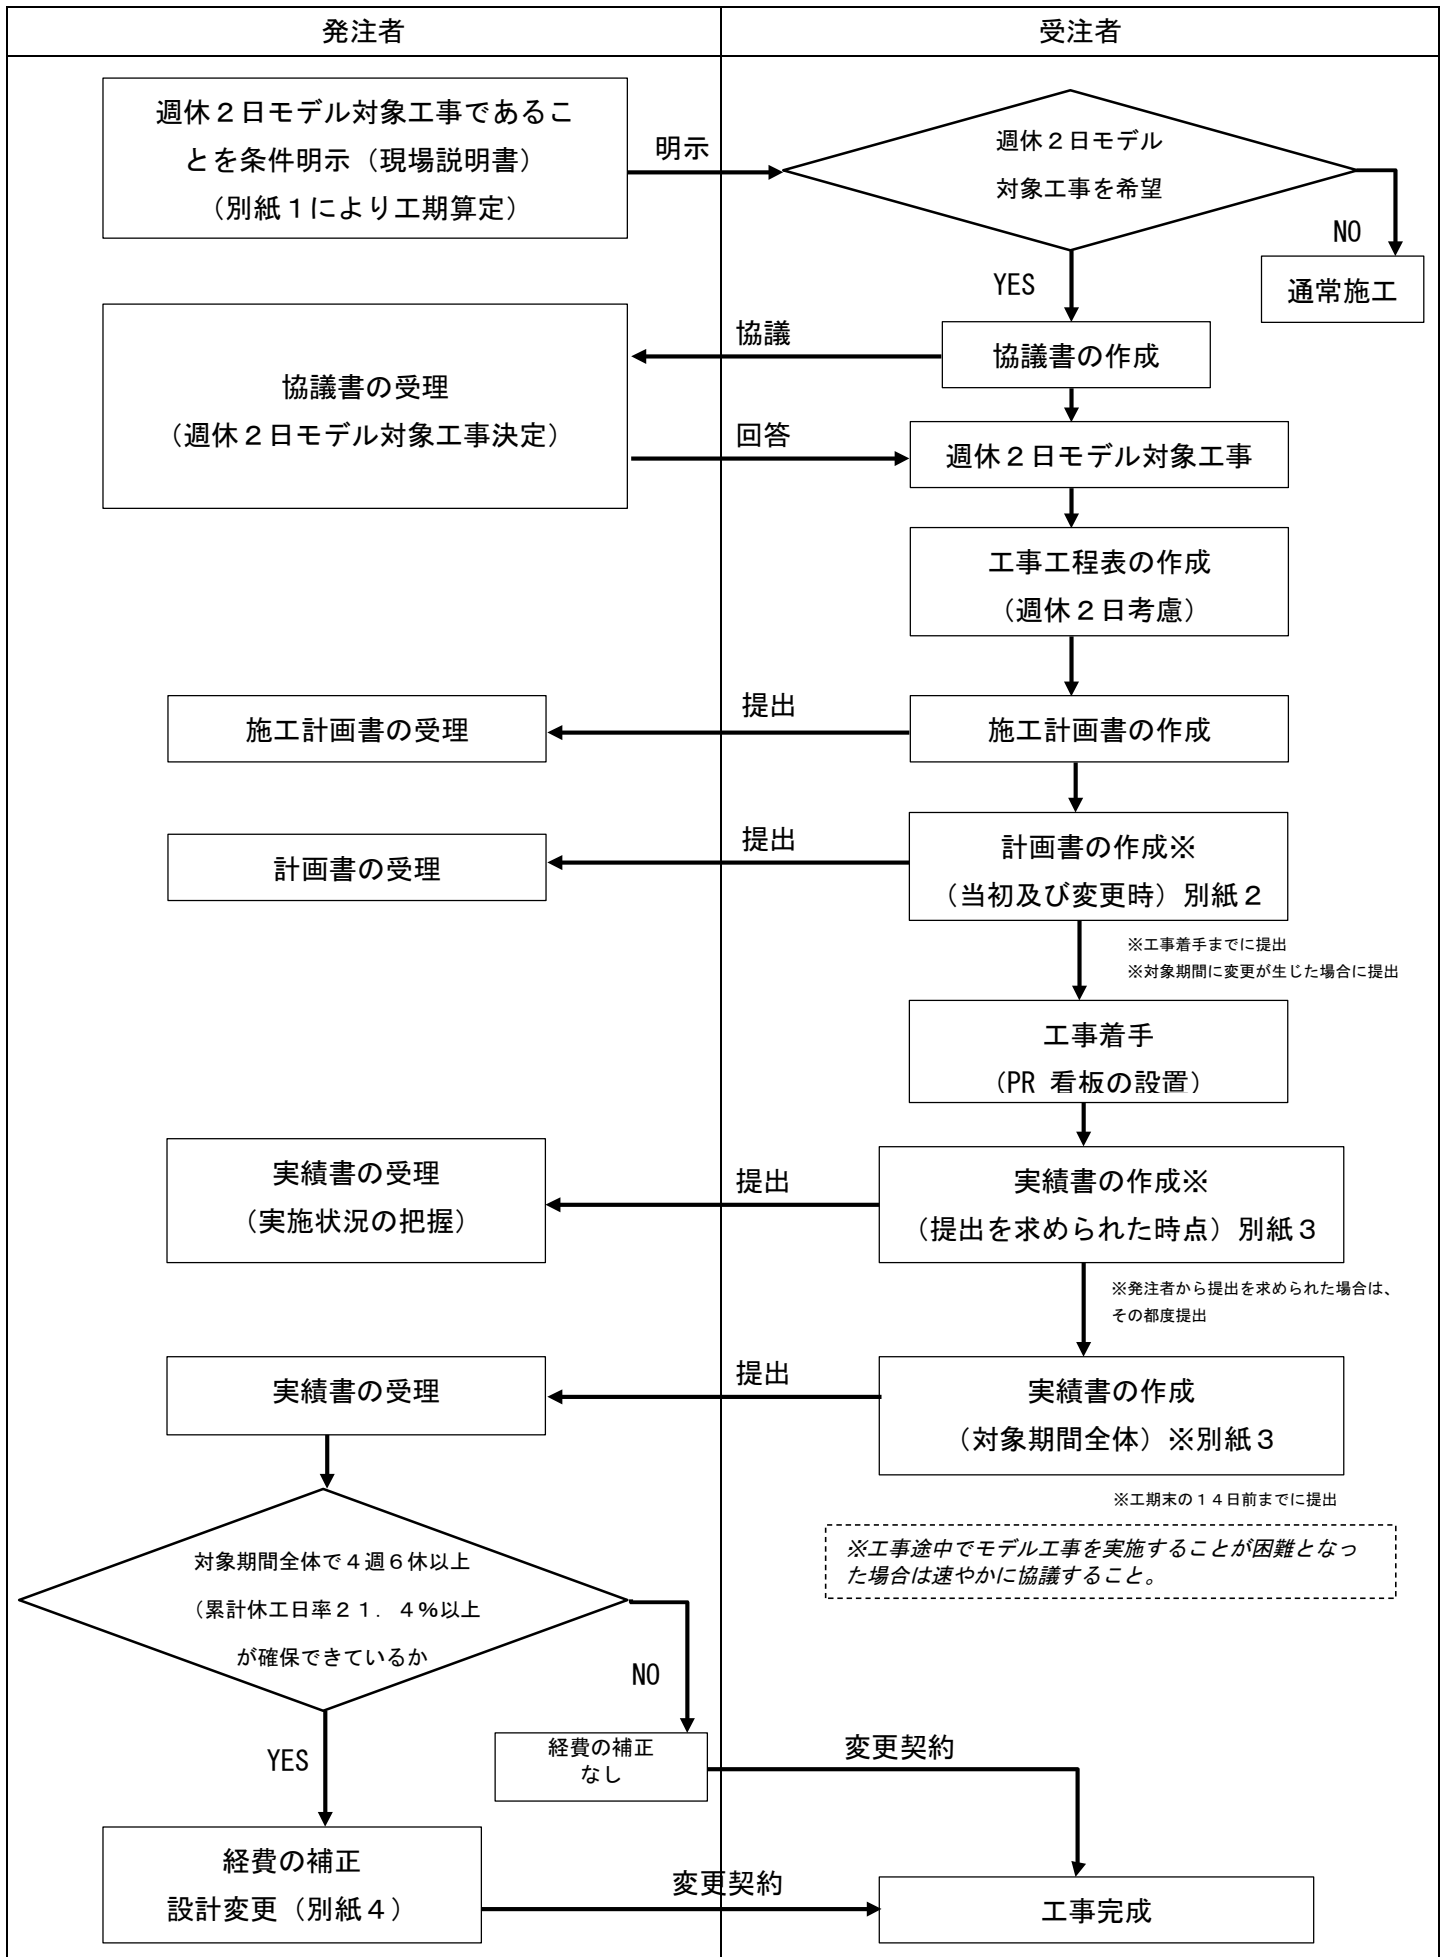 発注者
受注者
週休２日モデル対象工事であるこ
とを条件明示（現場説明書）
（別紙１により工期算定）
明示
週休２日モデル
対象工事を希望
NO
通常施工
YES
協議
協議書の作成
協議書の受理
（週休２日モデル対象工事決定）
回答
週休２日モデル対象工事
工事工程表の作成
（週休２日考慮）
施工計画書の受理
提出
施工計画書の作成
計画書の受理
提出
計画書の作成※
（当初及び変更時）別紙２
※工事着手までに提出
※対象期間に変更が生じた場合に提出
工事着手
（PR 看板の設置）
実績書の受理
（実施状況の把握）
提出
実績書の作成※
（提出を求められた時点）別紙３
※発注者から提出を求められた場合は、
その都度提出
実績書の受理
提出
実績書の作成
（対象期間全体）※別紙３
※工期末の１４日前までに提出
※工事途中でモデル工事を実施することが困難となっ
た場合は速やかに協議すること。
対象期間全体で４週６休以上
（累計休工日率２１．４％以上
が確保できているか
NO
YES
経費の補正
なし
変更契約
経費の補正
設計変更（別紙４）
変更契約
工事完成